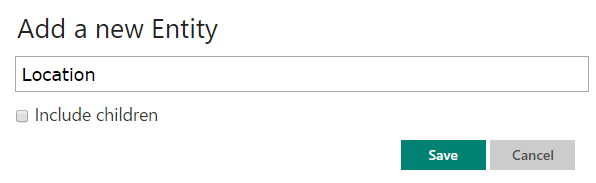 Add a new Entity
Location
Include children
Save Cancel